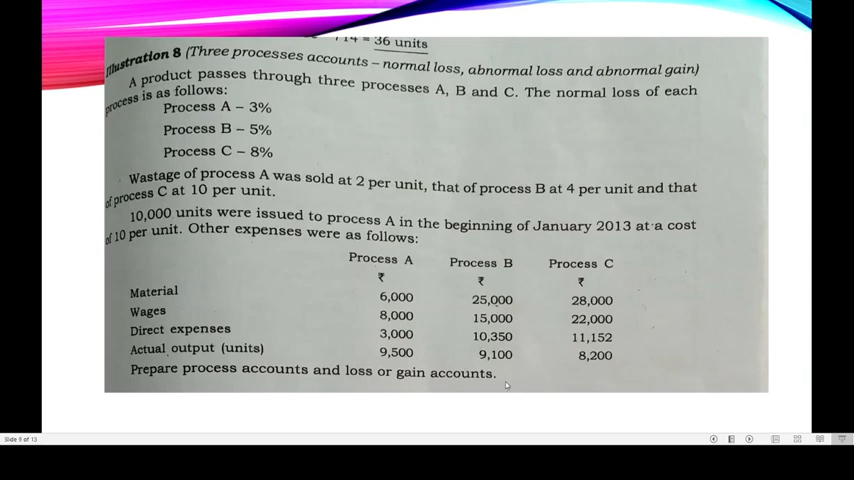 = 36 units
Illustration 8 (Three processes accounts – normal loss, abnormal loss and abnormal gain)
A product passes through three processes A, B and C. The normal loss of each
process is as follows:
Process A – 3%
Process B – 5%
Process C – 8%
Wastage of process A was sold at 2 per unit, that of process B at 4 per unit and that
of process C at 10 per unit.
10,000 units were issued to process A in the beginning of January 2013 at a cost
of 10 per unit. Other expenses were as follows:
Process A Process B Process C
₹ ₹ ₹
Material 6,000 25,000 28,000
Wages 8,000 15,000 22,000
Direct expenses 3,000 10,350 11,152
Actual output (units) 9,500 9,100 8,200
Prepare process accounts and loss or gain accounts.
Slide 9 of 13